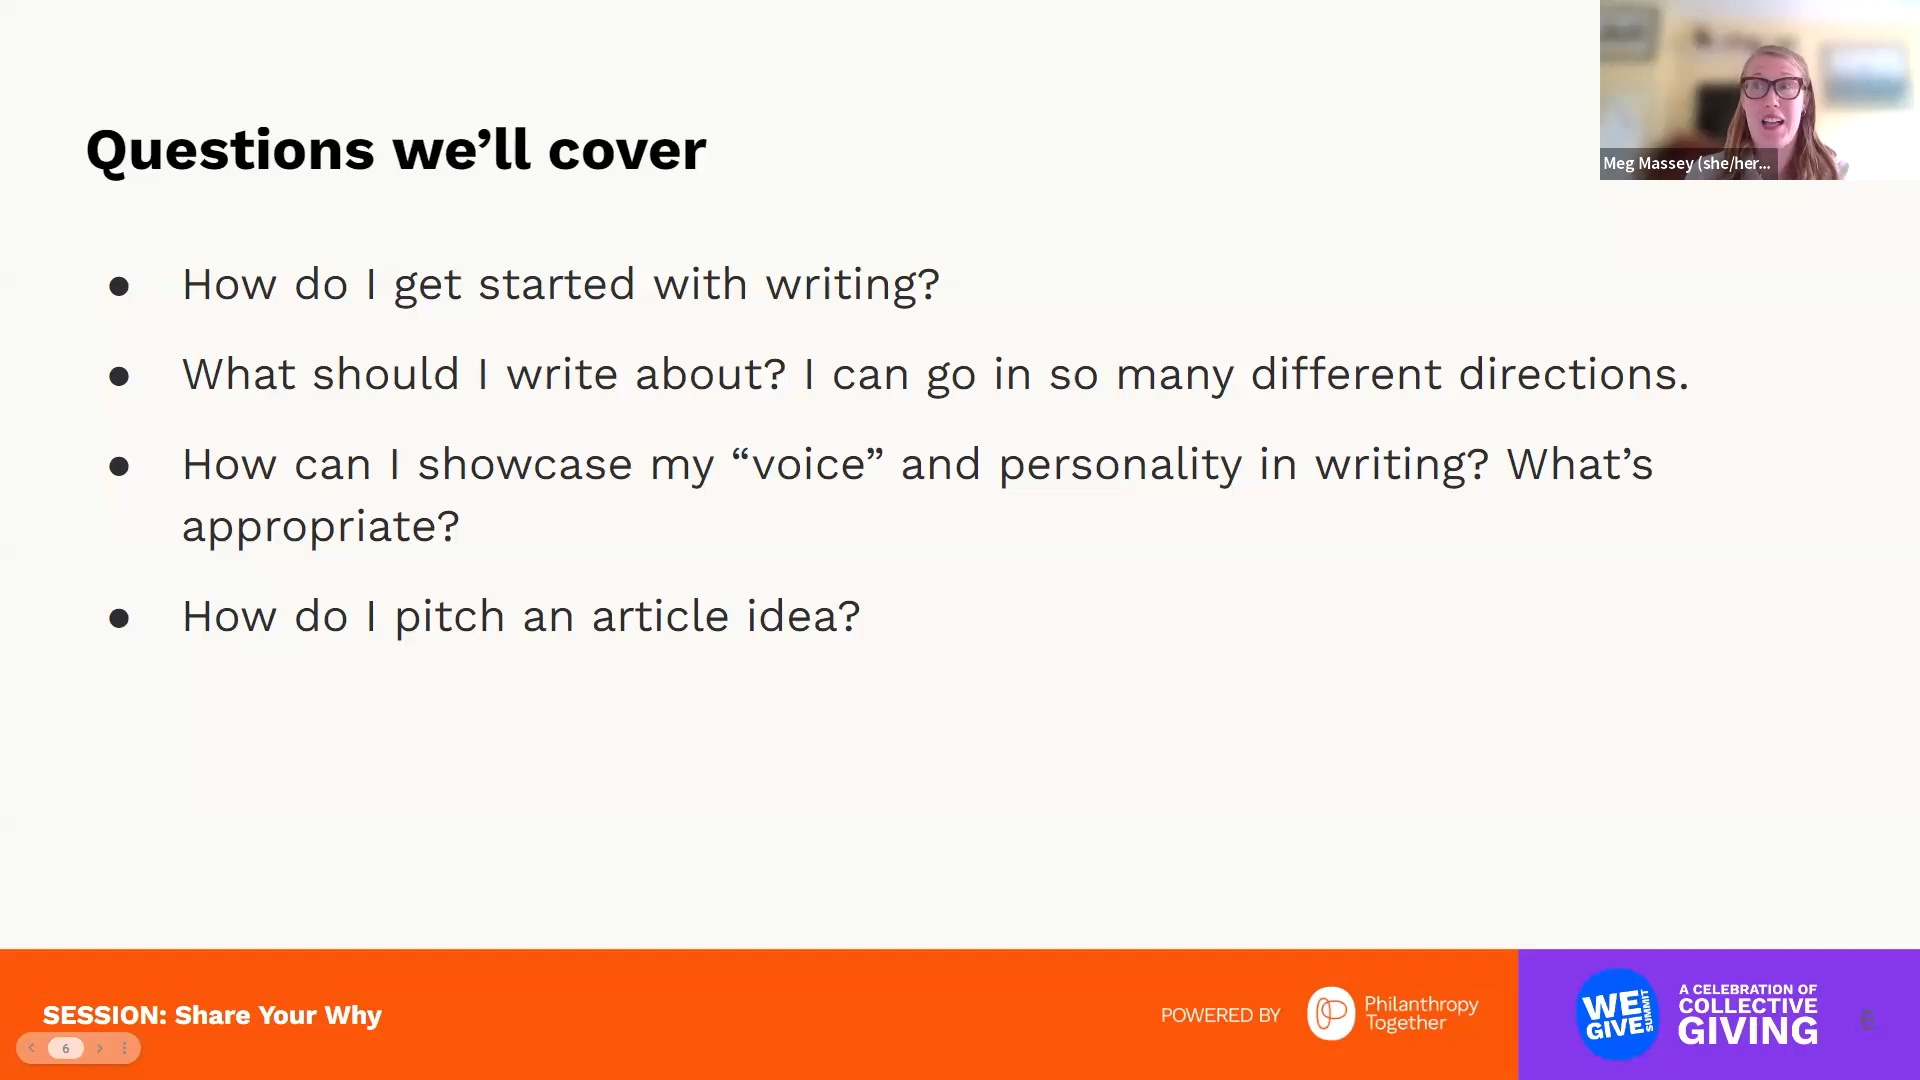 Questions we’ll cover
Meg Massey (she/her...
● How do I get started with writing?
● What should I write about? I can go in so many different directions.
● How can I showcase my “voice” and personality in writing? What’s
appropriate?
● How do I pitch an article idea?
SESSION: Share Your Why
6
POWERED BY
Philanthropy
Together
WE
GIVE
SUMMIT
A CELEBRATION OF
COLLECTIVE
GIVING
6